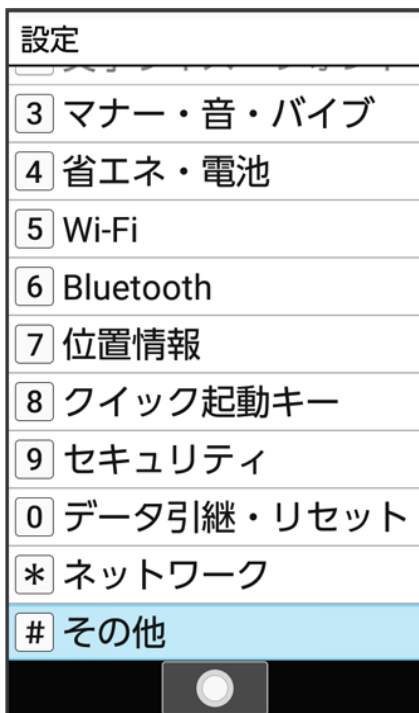 設定
3 マナー・音・バイブ
4 省エネ・電池
5 Wi-Fi
6 Bluetooth
7 位置情報
8 クイック起動キー
9 セキュリティ
0 データ引継・リセット
* ネットワーク
# その他